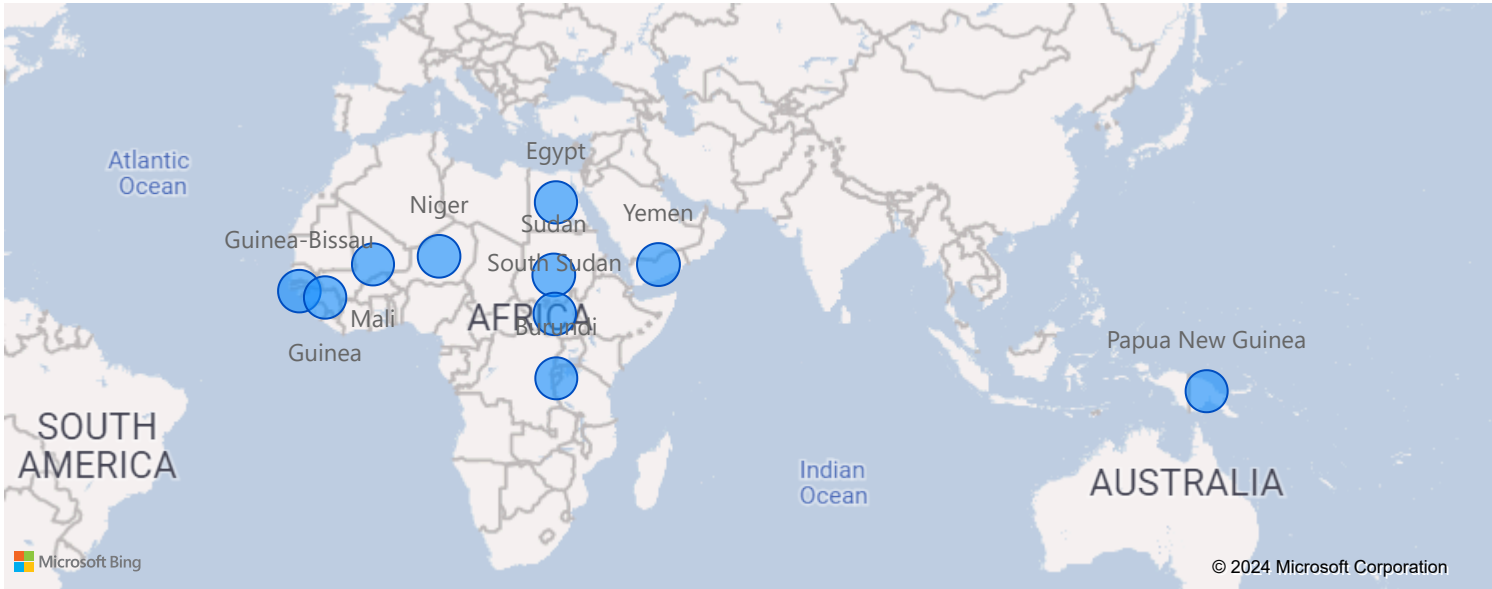 Egypt
Atlantic
Ocean
Niger
Yemen
Sudan
Guinea-Bissau
South Sudan
AFRICA
Mali
Burundi
Papua New Guinea
Guinea
SOUTH
AMERICA
Indian
Ocean
AUSTRALIA
Microsoft Bing
© 2024 Microsoft Corporation